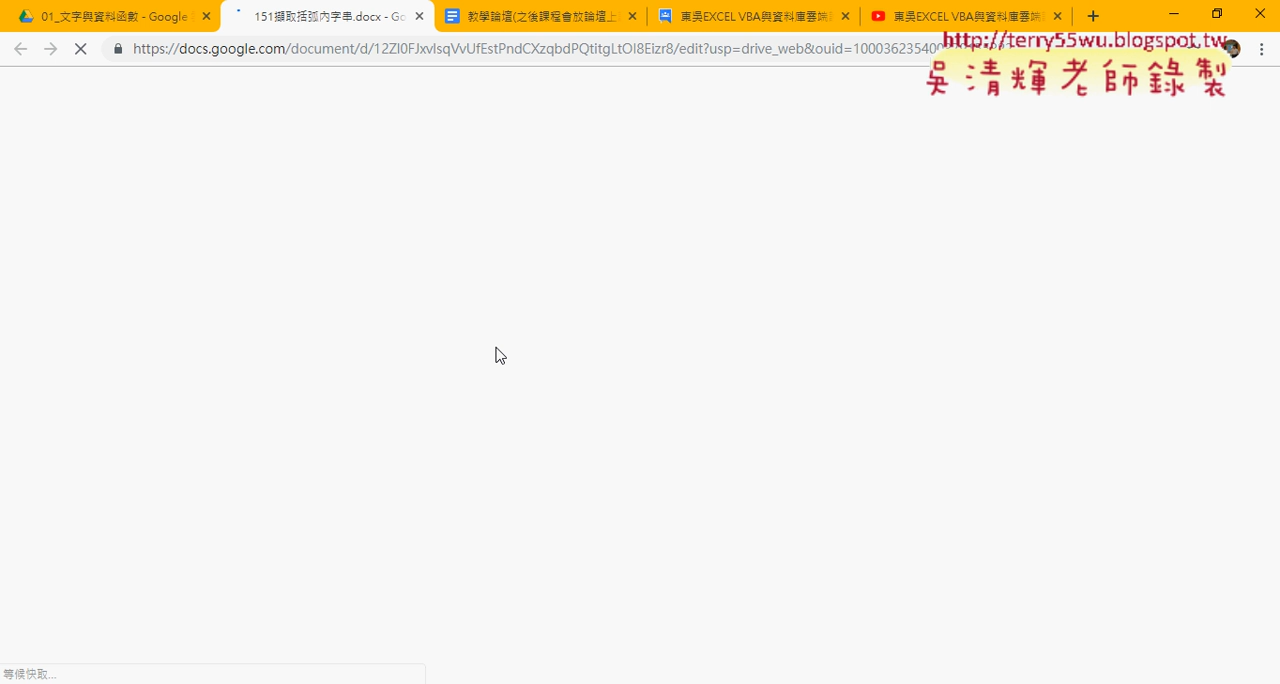 01_文字與資料函數 - Google
151擷取括弧內字串.docx - Go
教學論壇(之後課程會放論壇上
東吳EXCEL VBA與資料庫雲端
東吳EXCEL VBA與資料庫雲端
https://docs.google.com/document/d/12ZI0FJxvIsqVvUfEstPndCXzqbdPQtitgLtOI8Eizr8/edit?usp=drive_web&ouid=100036235400
http://terry55wu.blogspot.tw
吳清輝老師錄製
等候快取...